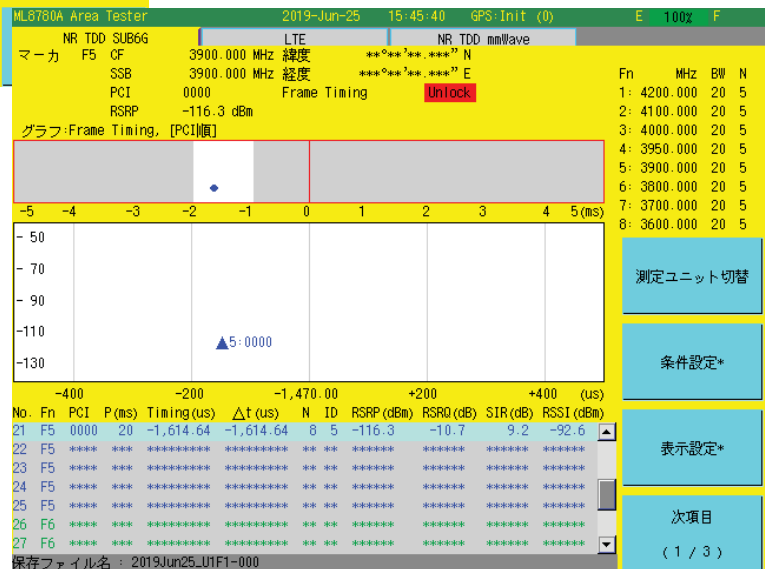 ML8780A Area Tester 2019-Jun-25 15:45:40 GPS:Init (0) E 100% F
NR TDD SUB6G LTE NR TDD mmWave
マーカ F5 CF 3900.000 MHz 緯度 **°**'**.***" N
SSB 3900.000 MHz 経度 ***°**'**.***" E
PCI 0000 Frame Timing Unlock
RSRP -116.3 dBm
グラフ:Frame Timing, [PCI順]
Fn MHz BW N
1: 4200.000 20 5
2: 4100.000 20 5
3: 4000.000 20 5
4: 3950.000 20 5
5: 3900.000 20 5
6: 3800.000 20 5
7: 3700.000 20 5
8: 3600.000 20 5
-5 -4 -3 -2 -1 0 1 2 3 4 5(ms)
- 50
- 70
- 90
-110
▲5:0000
-130
-400 -200 -1,470.00 +200 +400 (us)
No. Fn PCI P(ms) Timing(us) △t(us) N ID RSRP(dBm) RSRQ(dB) SIR(dB) RSSI(dBm)
21 F5 0000 20 -1,614.64 -1,614.64 8 5 -116.3 -10.7 9.2 -92.6
22 F5 **** *** ********* ********* ** ** ****** ****** ***** ******
23 F5 **** *** ********* ********* ** ** ****** ****** ***** ******
24 F5 **** *** ********* ********* ** ** ****** ****** ***** ******
25 F5 **** *** ********* ********* ** ** ****** ****** ***** ******
26 F6 **** *** ********* ********* ** ** ****** ****** ***** ******
27 F6 **** *** ********* ********* ** ** ****** ****** ***** ******
保存ファイル名 : 2019Jun25_U1F1-000
測定ユニット切替
条件設定*
表示設定*
次項目
(1/3)